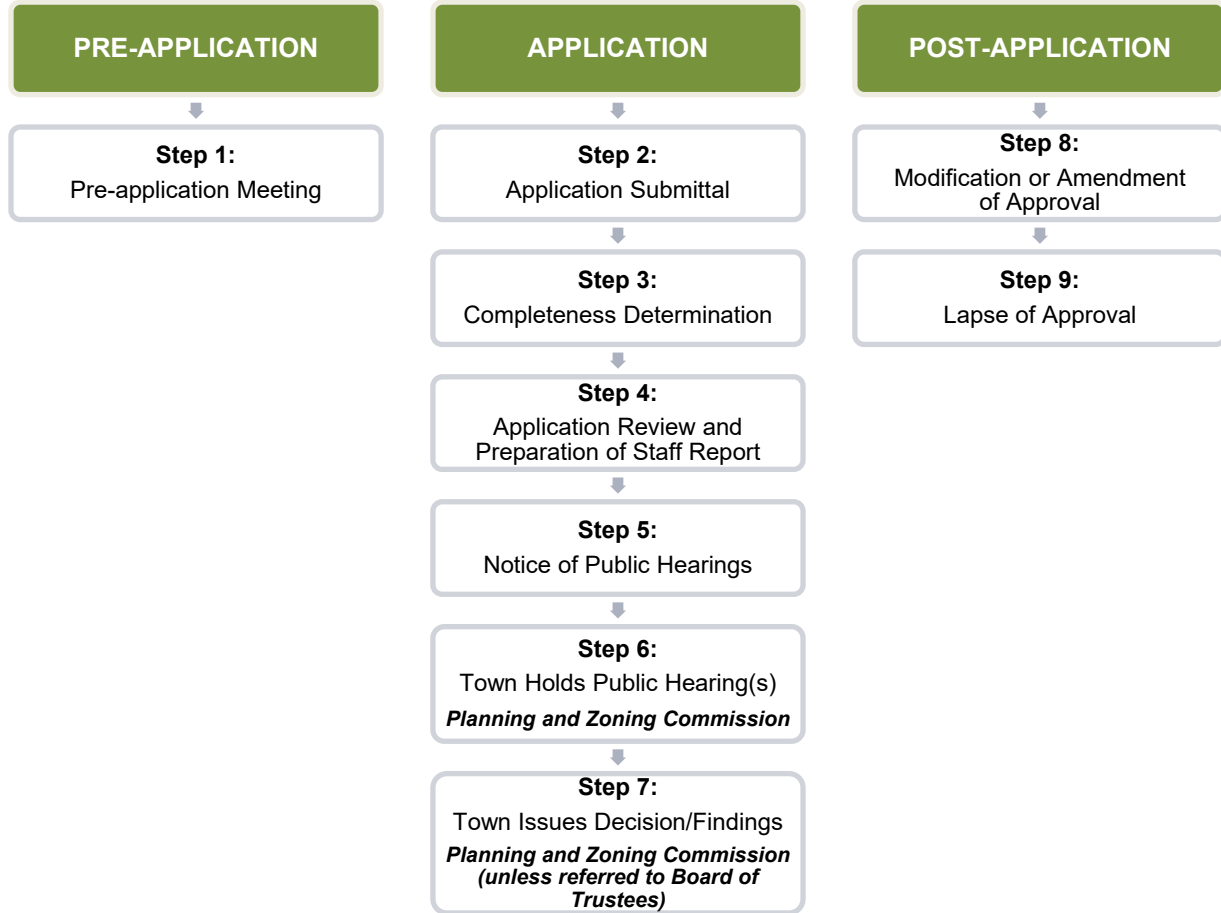 PRE-APPLICATION
Step 1:
Pre-application Meeting
APPLICATION
Step 2:
Application Submittal
Step 3:
Completeness Determination
Step 4:
Application Review and
Preparation of Staff Report
Step 5:
Notice of Public Hearings
Step 6:
Town Holds Public Hearing(s)
Planning and Zoning Commission
Step 7:
Town Issues Decision/Findings
Planning and Zoning Commission
(unless referred to Board of
Trustees)
POST-APPLICATION
Step 8:
Modification or Amendment
of Approval
Step 9:
Lapse of Approval